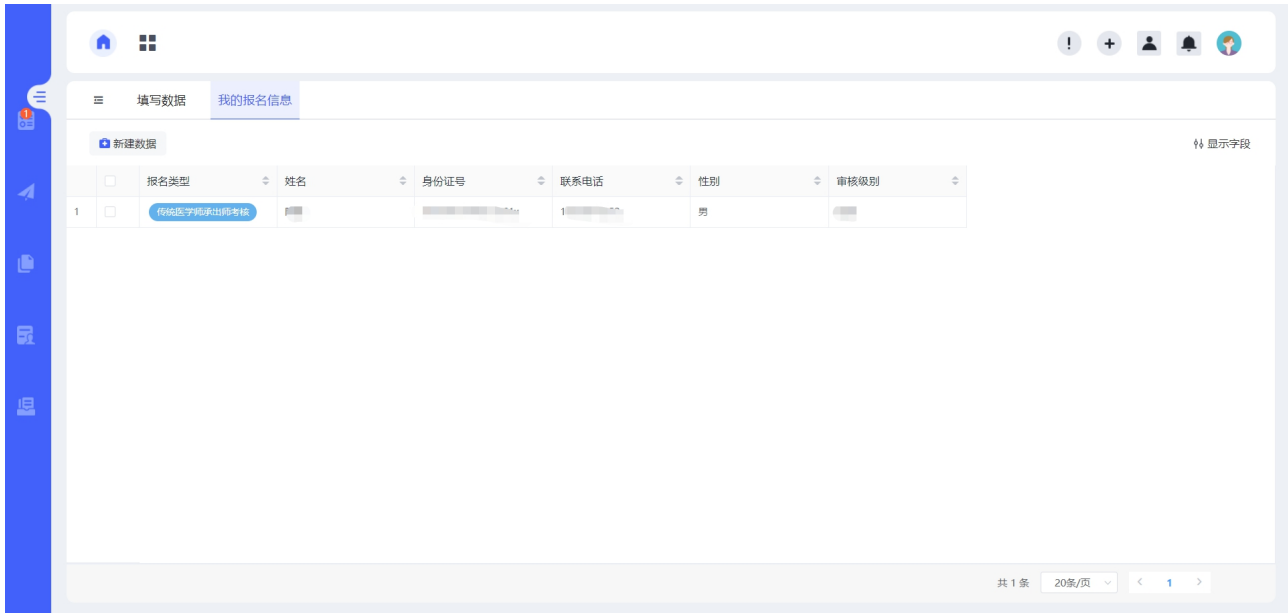 填写数据 我的报名信息
1
新建数据 显示字段
报名类型 姓名 身份证号 联系电话 性别 审核级别
1 传统医学师承出师考核 1 男
共 1 条 20条/页 1